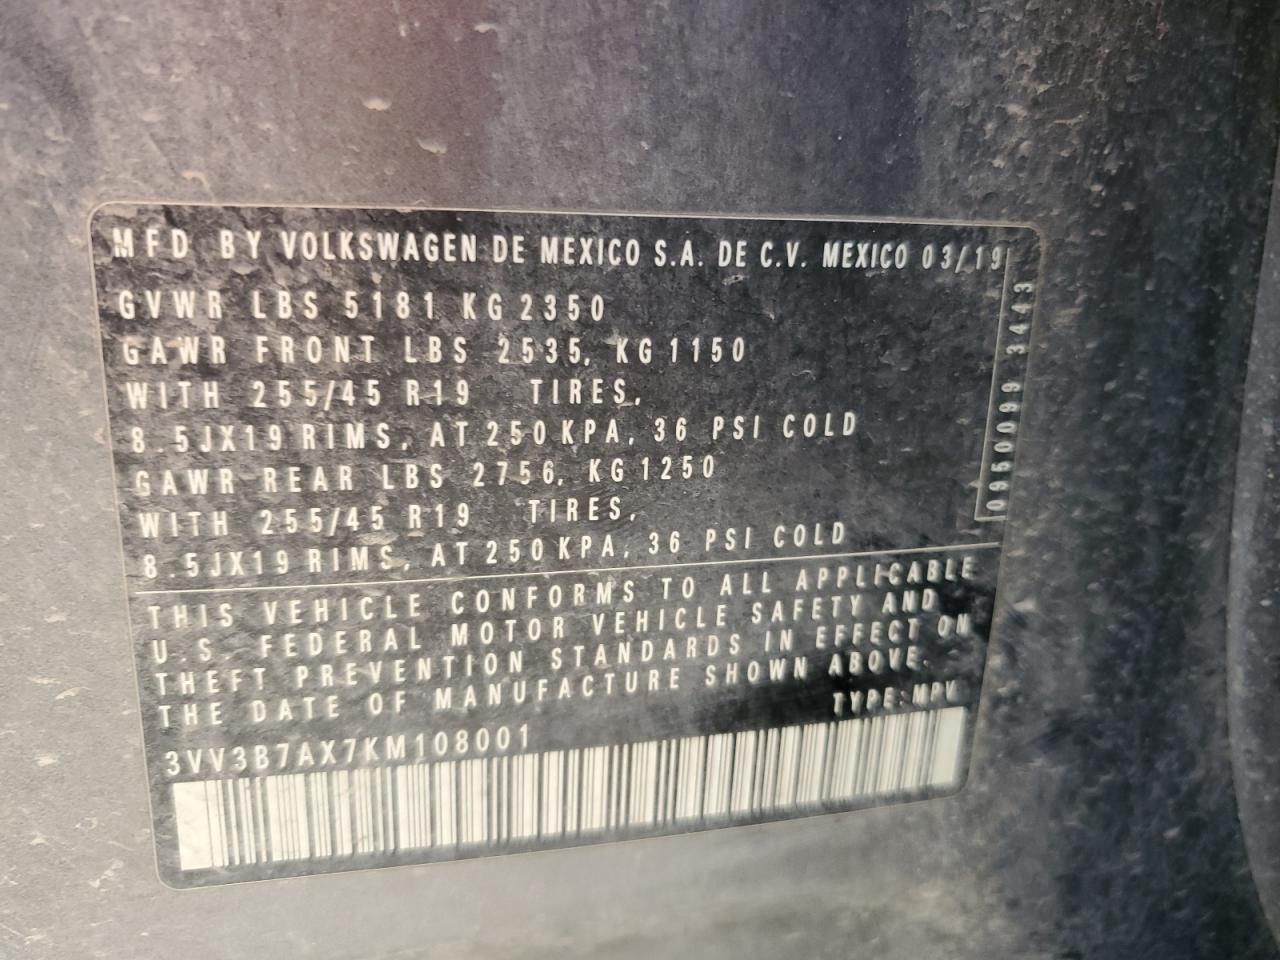 MFD BY VOLKSWAGEN DE MEXICO S.A. DE C.V. MEXICO 03/19
GVWR LBS 5181 KG 2350
GAWR FRONT LBS 2535, KG 1150
WITH 255/45 R19 TIRES,
8.5JX19 RIMS, AT 250 KPA, 36 PSI COLD
GAWR REAR LBS 2756, KG 1250
WITH 255/45 R19 TIRES,
8.5JX19 RIMS, AT 250 KPA, 36 PSI COLD
0950099 3443
THIS VEHICLE CONFORMS TO ALL APPLICABLE
U.S. FEDERAL MOTOR VEHICLE SAFETY AND
THEFT PREVENTION STANDARDS IN EFFECT ON
THE DATE OF MANUFACTURE SHOWN ABOVE.
TYPE:MPV
3VV3B7AX7KM108001